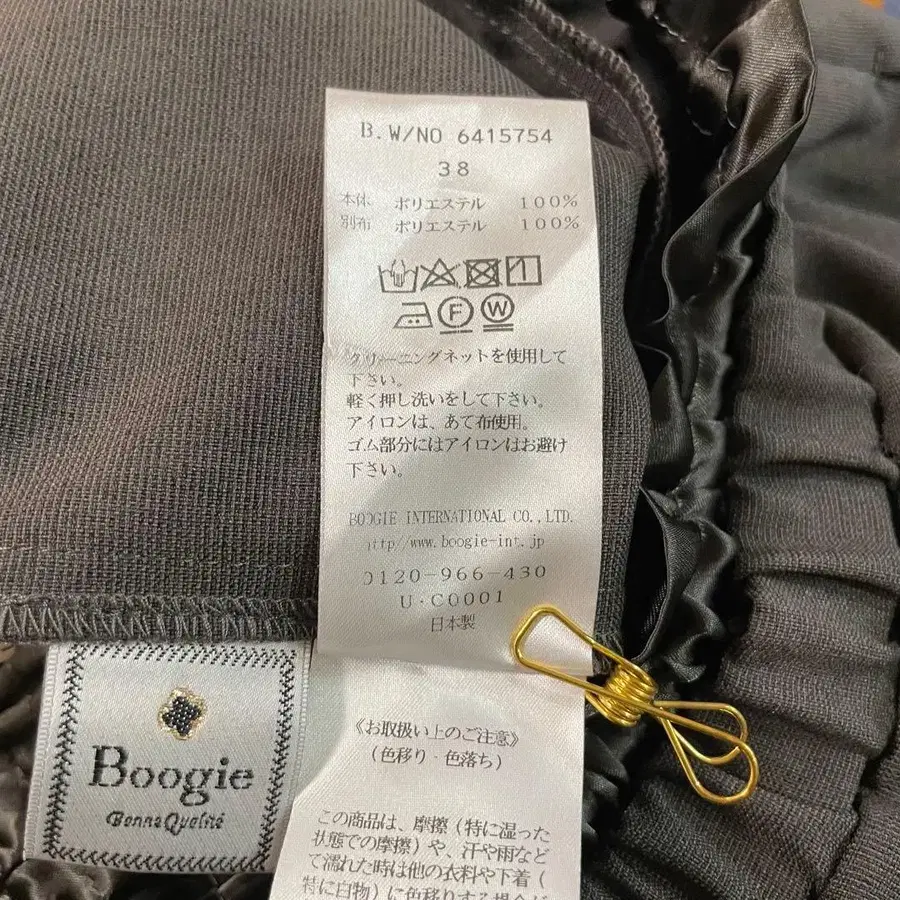 B.W/NO 6415754
38
本体 ポリエステル 100%
別布 ポリエステル 100%
F W
クリーニングネットを使用して
下さい。
軽く押し洗いをして下さい。
アイロンは、あて布使用。
ゴム部分にはアイロンはお避け
下さい。
BOOGIE INTERNATIONAL CO.,LTD.
http://www.boogie-int.jp
0120-966-430
U・C0001
日本製
Boogie
BonneQualité
《お取扱い上のご注意》
(色移り・色落ち)
この商品は、摩擦(特に湿った
状態での摩擦)や、汗や雨など
で濡れた時は他の衣料や下着(
特に白物)に色移りする場合が